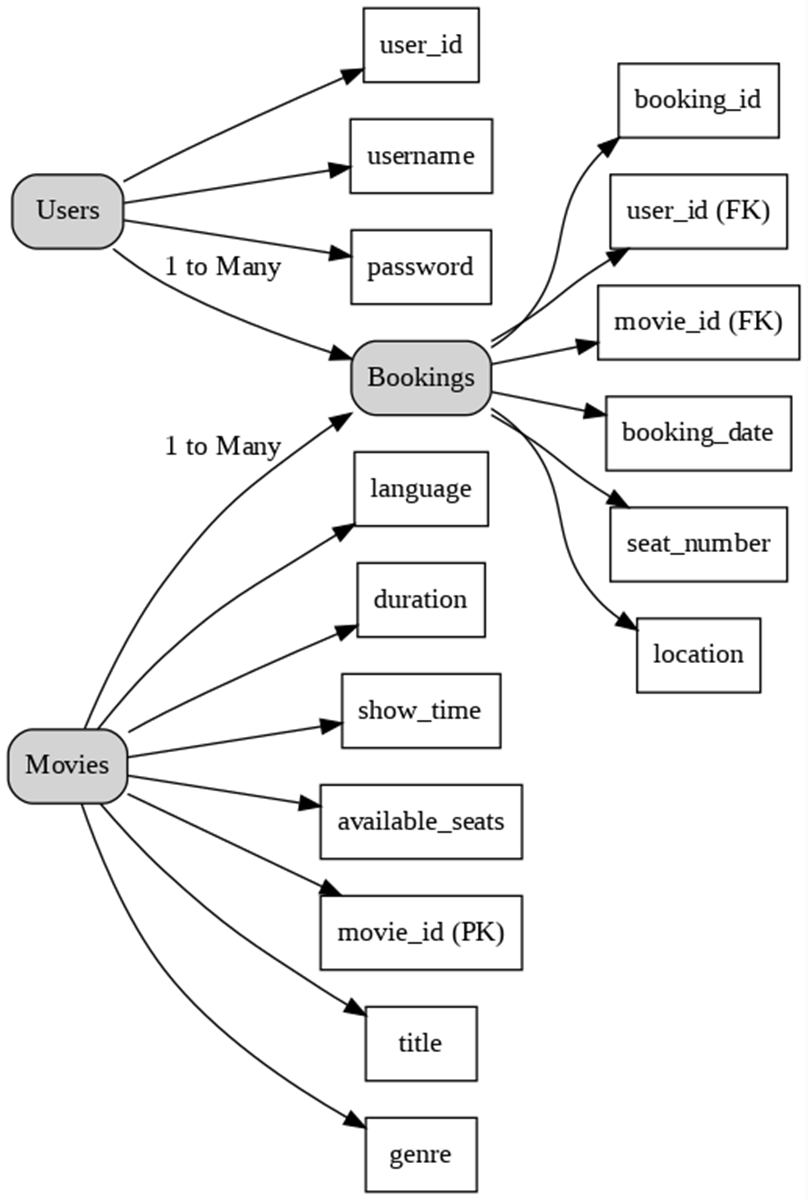 Users
1 to Many
1 to Many
Movies
user_id
username
password
Bookings
language
duration
show_time
available_seats
movie_id (PK)
title
genre
booking_id
user_id (FK)
movie_id (FK)
booking_date
seat_number
location